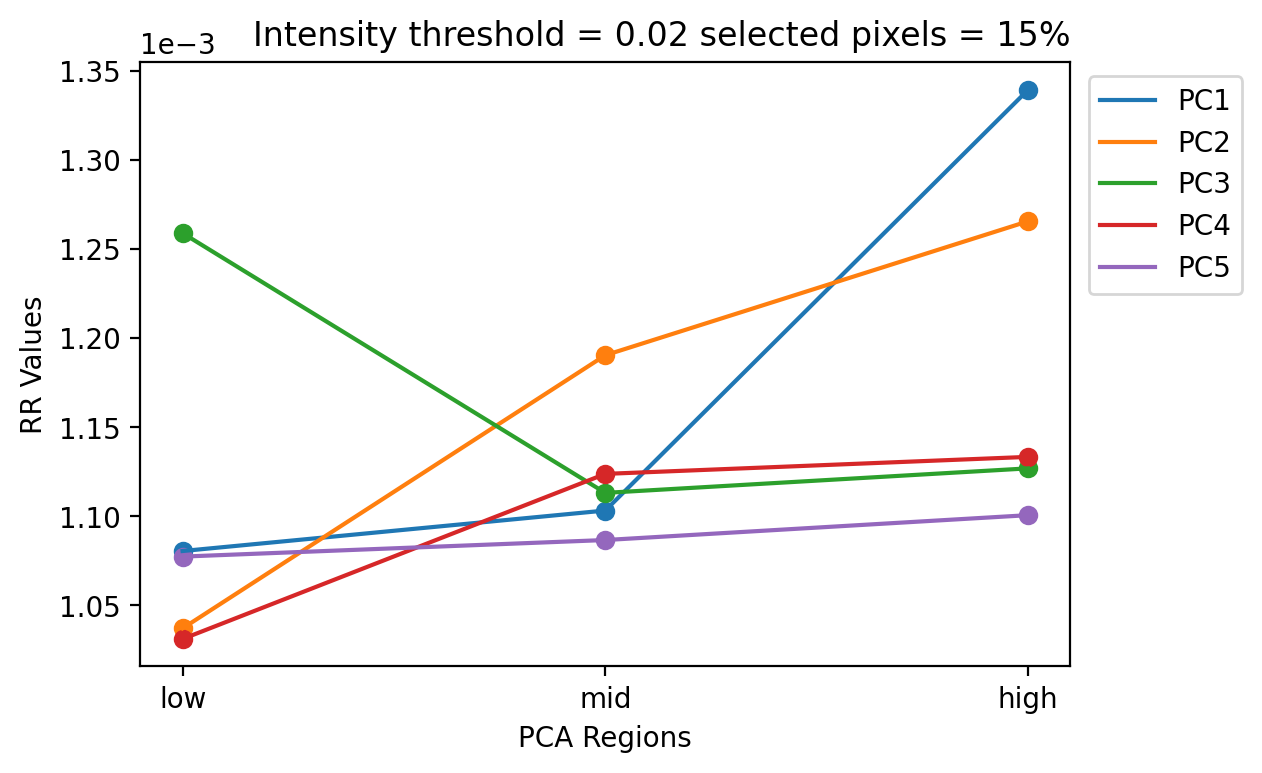 Intensity threshold = 0.02 selected pixels = 15%
1e−3
1.35
1.30
1.25
1.20
1.15
1.10
1.05
RR Values
low mid high
PCA Regions
PC1
PC2
PC3
PC4
PC5